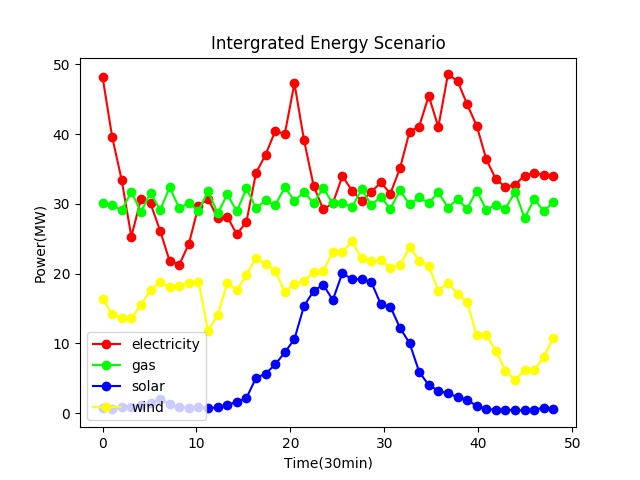 Intergrated Energy Scenario
Power(MW)
50
40
30
20
10
0
electricity
gas
solar
wind
0 10 20 30 40 50
Time(30min)